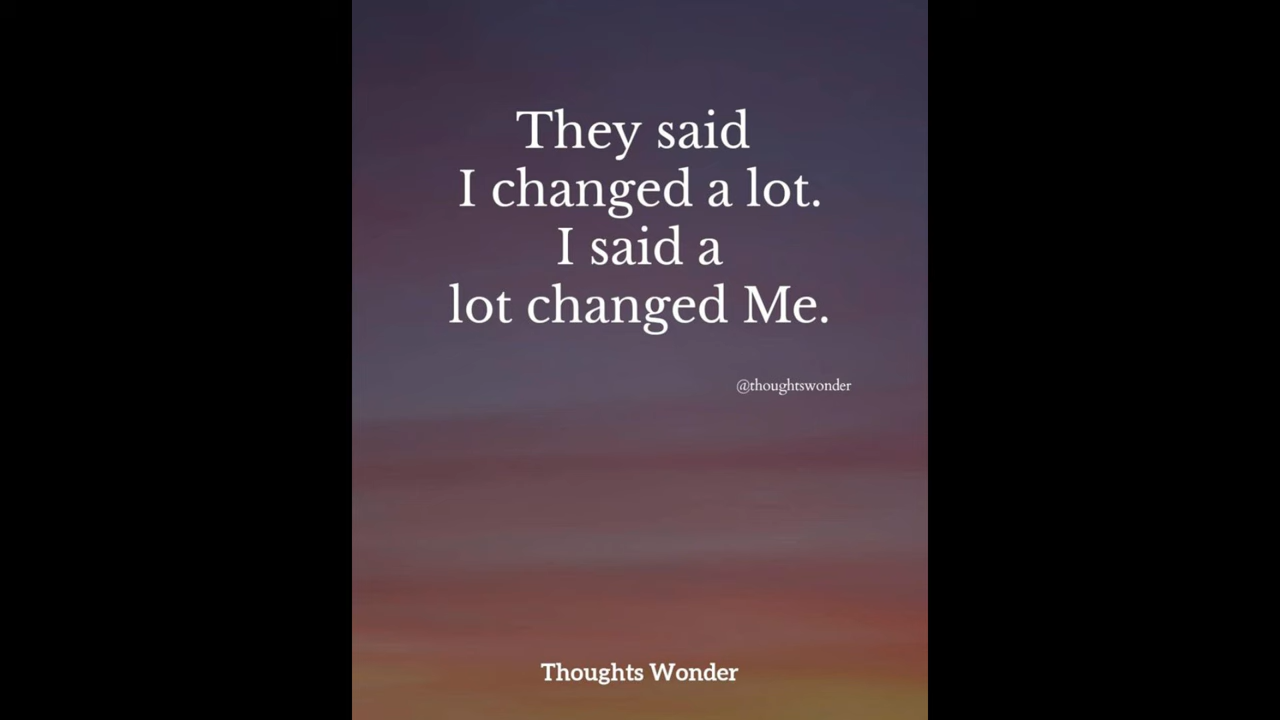 They said
I changed a lot.
I said a
lot changed Me.
@thoughtswonder
Thoughts Wonder